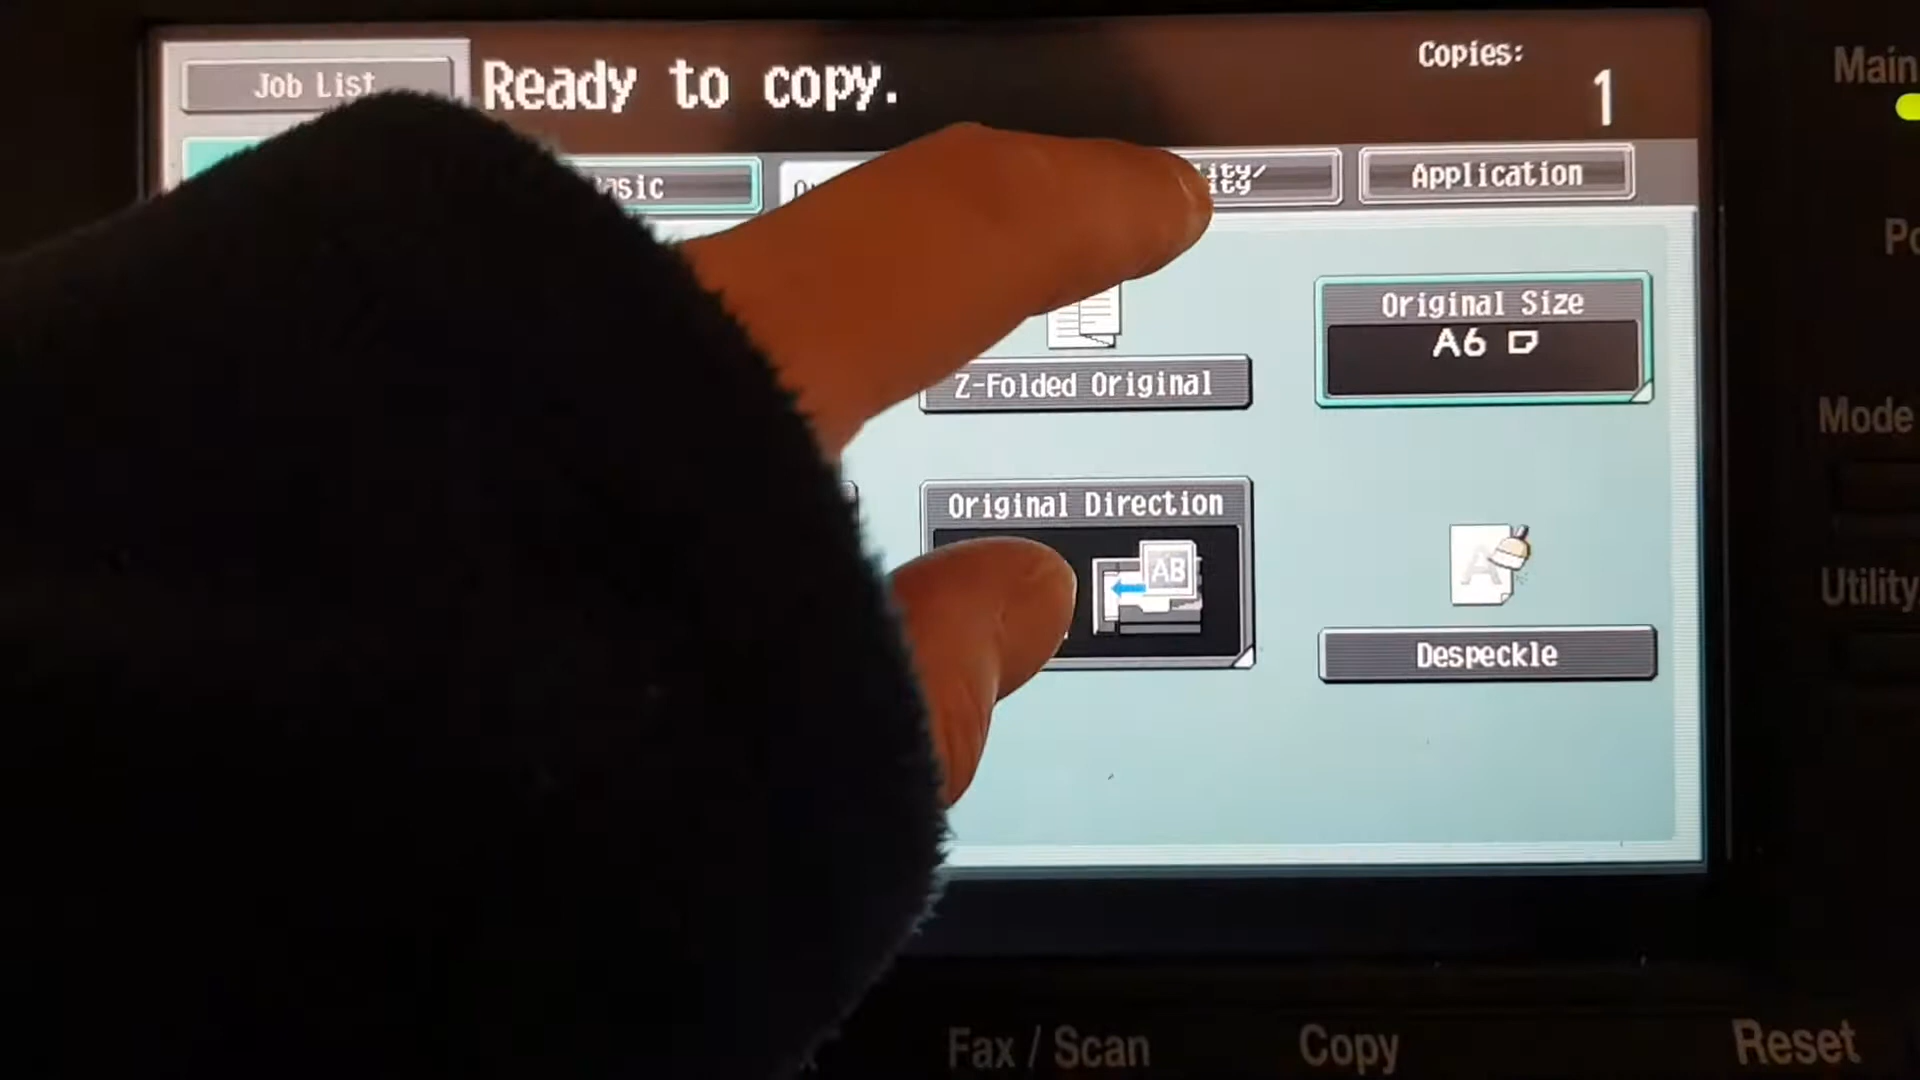 Job List
Ready to copy.
Copies:
1
Main
Application
Original Size
A6
Z-Folded Original
Original Direction
AB
A
Despeckle
Mode
Utility
Fax / Scan
Copy
Reset